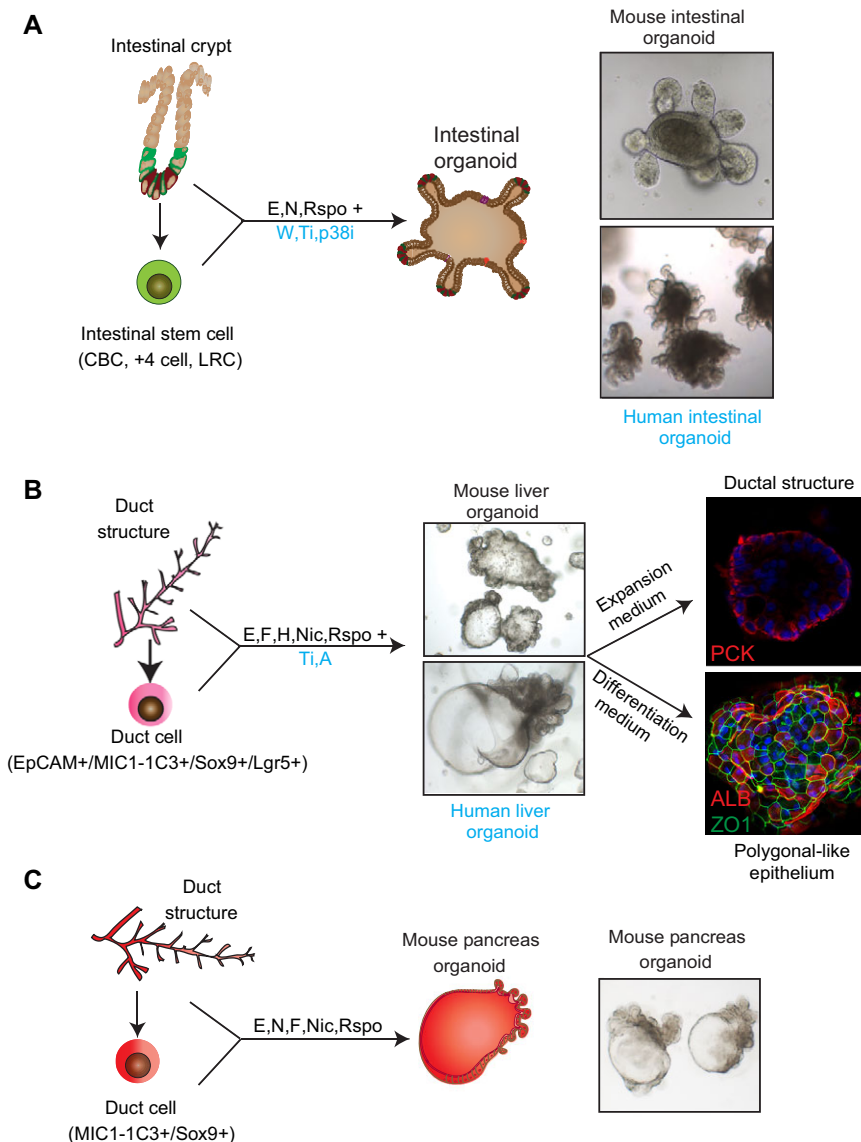 A
Intestinal crypt
Intestinal stem cell
(CBC, +4 cell, LRC)
E,N,Rspo +
W,Ti,p38i
Intestinal
organoid
Mouse intestinal
organoid
Human intestinal
organoid
B
Duct
structure
Duct cell
(EpCAM+/MIC1-1C3+/Sox9+/Lgr5+)
E,F,H,Nic,Rspo +
Ti,A
Mouse liver
organoid
Human liver
organoid
Expansion
medium
Differentiation
medium
Ductal structure
PCK
ALB
ZO1
Polygonal-like
epithelium
C
Duct
structure
Duct cell
(MIC1-1C3+/Sox9+)
E,N,F,Nic,Rspo
Mouse pancreas
organoid
Mouse pancreas
organoid